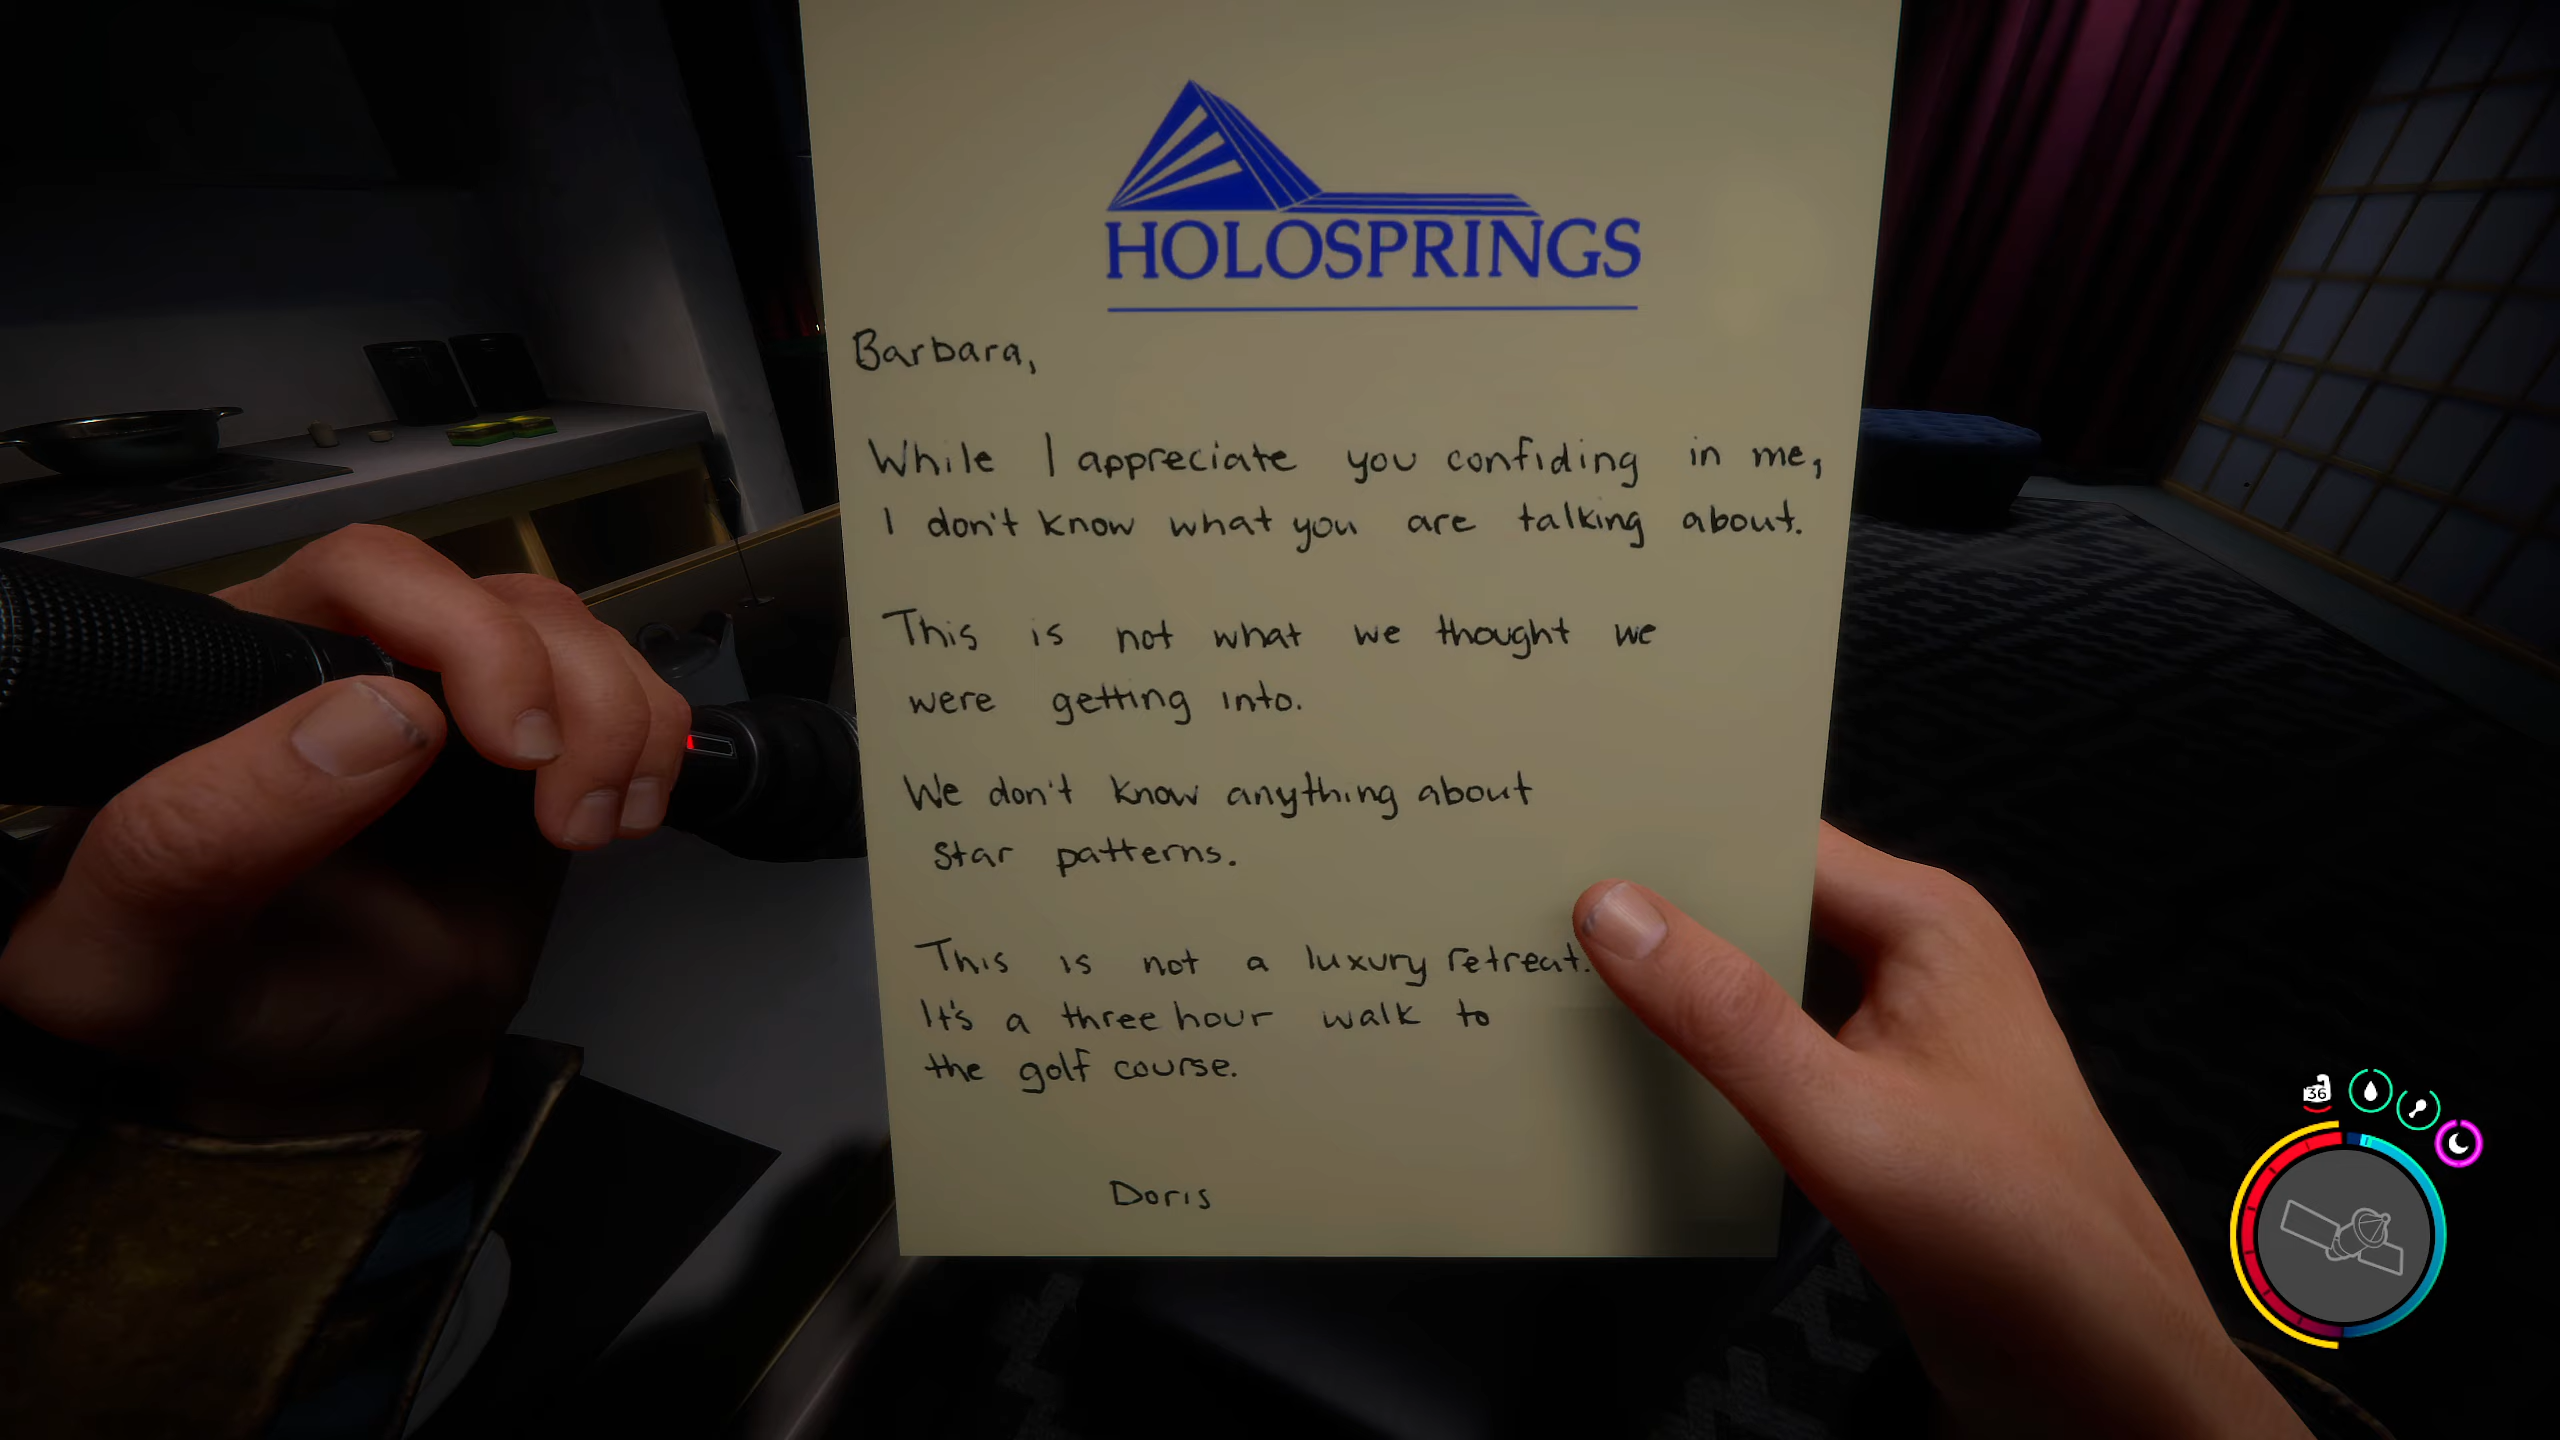 HOLOSPRINGS
Barbara,
While I appreciate you confiding in me,
I don't know what you are talking about.
This is not what we thought we
were getting into.
We don't know anything about
star patterns.
This is not a luxury retreat.
It's a three hour walk to
the golf course.
Doris
36